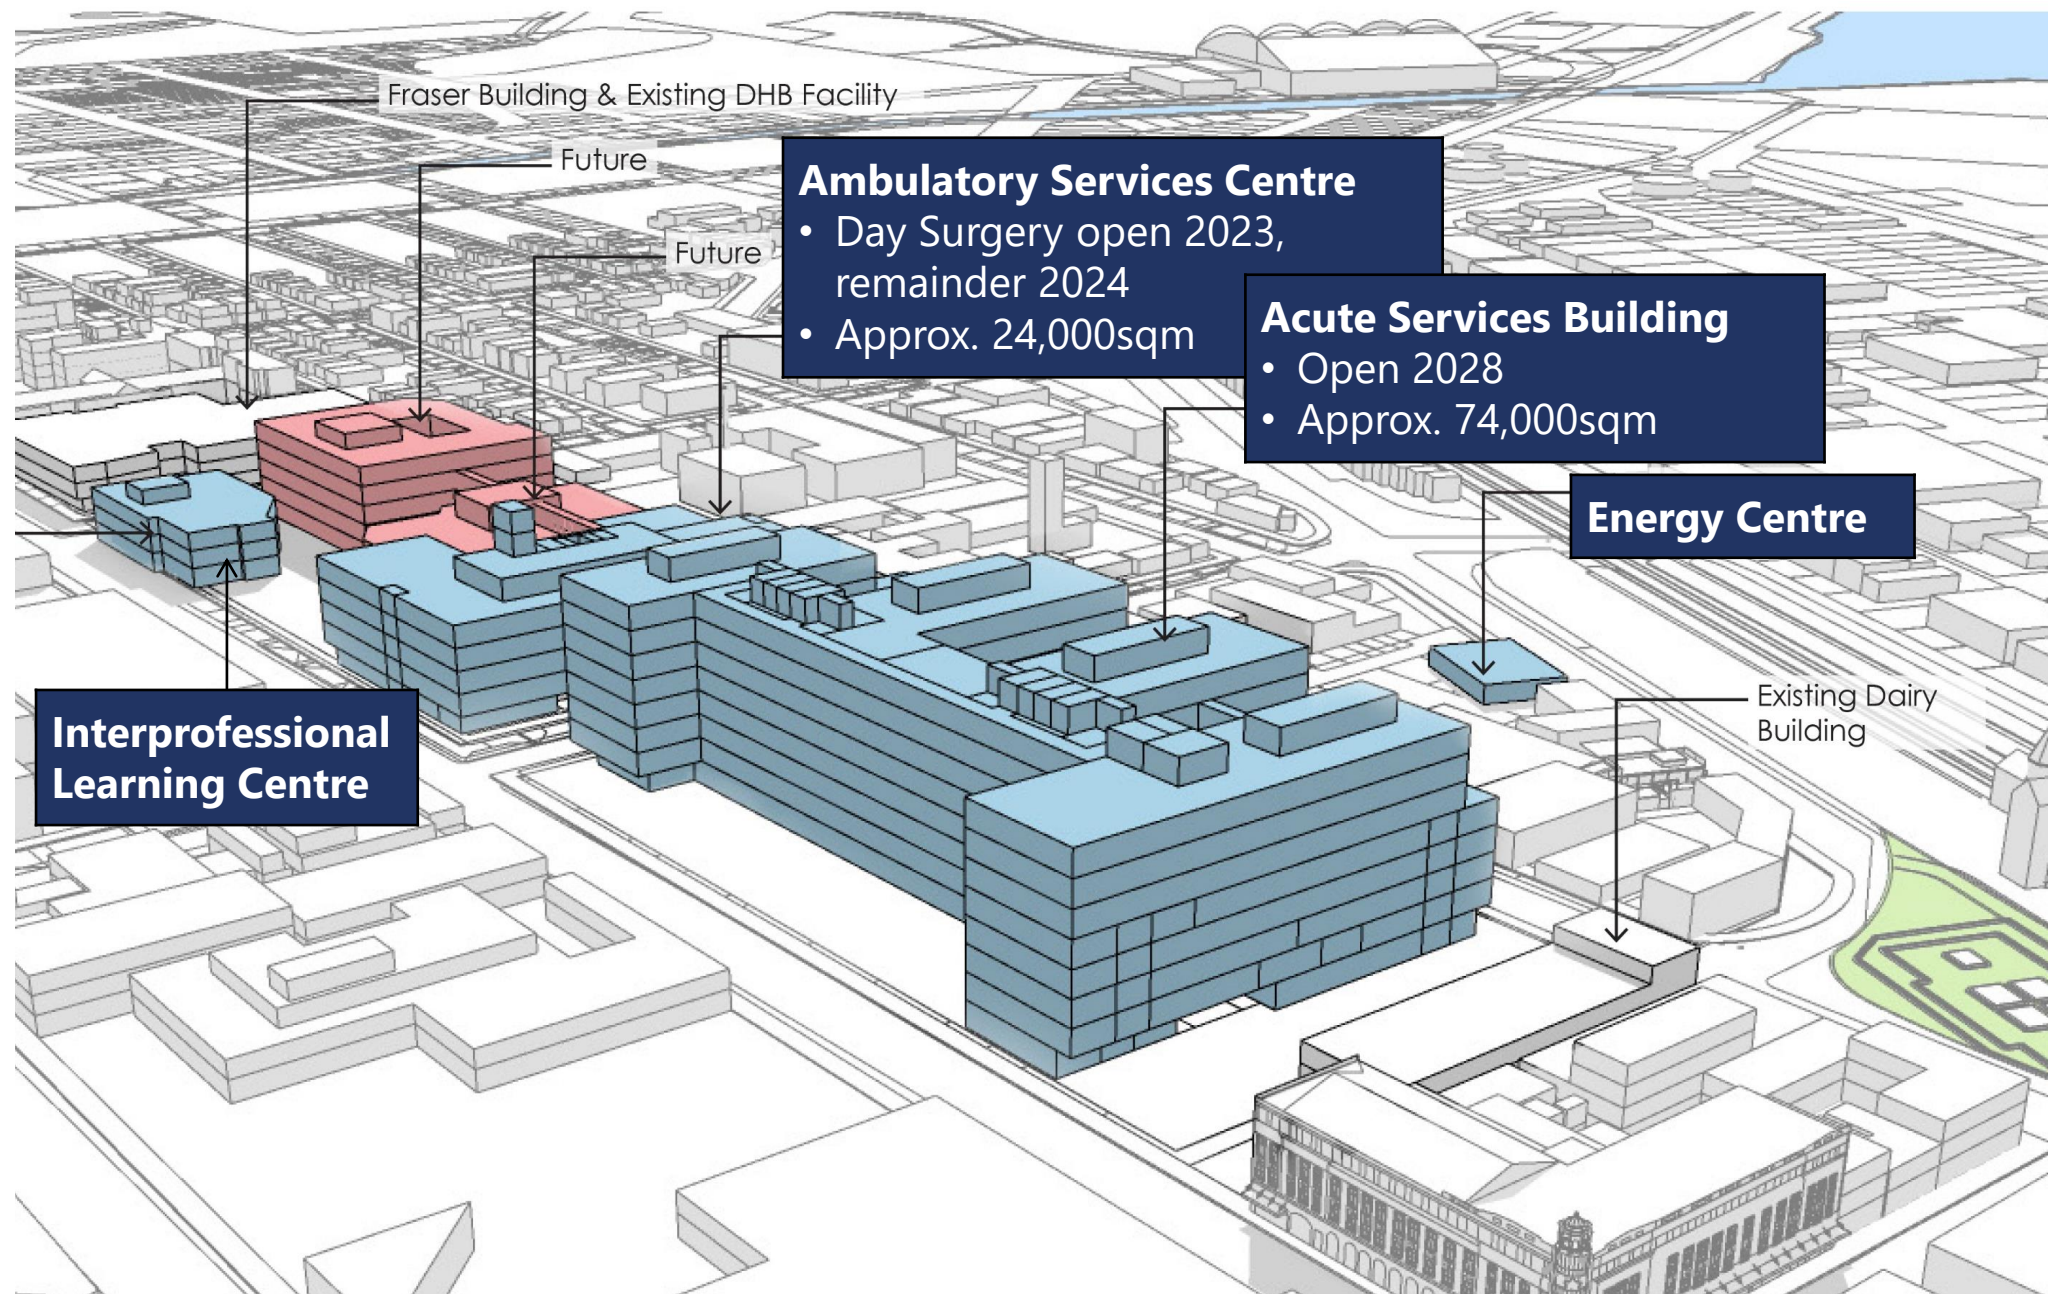 Fraser Building & Existing DHB Facility
Future
Future
Ambulatory Services Centre
• Day Surgery open 2023,
remainder 2024
• Approx. 24,000sqm
Acute Services Building
• Open 2028
• Approx. 74,000sqm
Energy Centre
Existing Dairy
Building
Interprofessional
Learning Centre